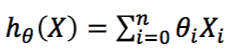 h_θ(X) = ∑_{i=0}^{n} θ_i X_i